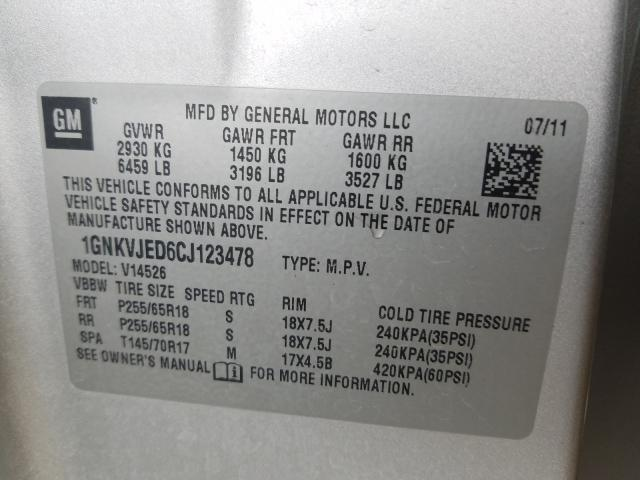 GM
MFD BY GENERAL MOTORS LLC 07/11
GVWR GAWR FRT GAWR RR
2930 KG 1450 KG 1600 KG
6459 LB 3196 LB 3527 LB
THIS VEHICLE CONFORMS TO ALL APPLICABLE U.S. FEDERAL MOTOR
VEHICLE SAFETY STANDARDS IN EFFECT ON THE DATE OF
MANUFACTURE SHOWN ABOVE.
1GNKVJED6CJ123478 TYPE: M.P.V.
MODEL: V14526
VBBW TIRE SIZE SPEED RTG RIM COLD TIRE PRESSURE
FRT P255/65R18 S 18X7.5J 240KPA(35PSI)
RR P255/65R18 S 18X7.5J 240KPA(35PSI)
SPA T145/70R17 M 17X4.5B 420KPA(60PSI)
SEE OWNER'S MANUAL FOR MORE INFORMATION.